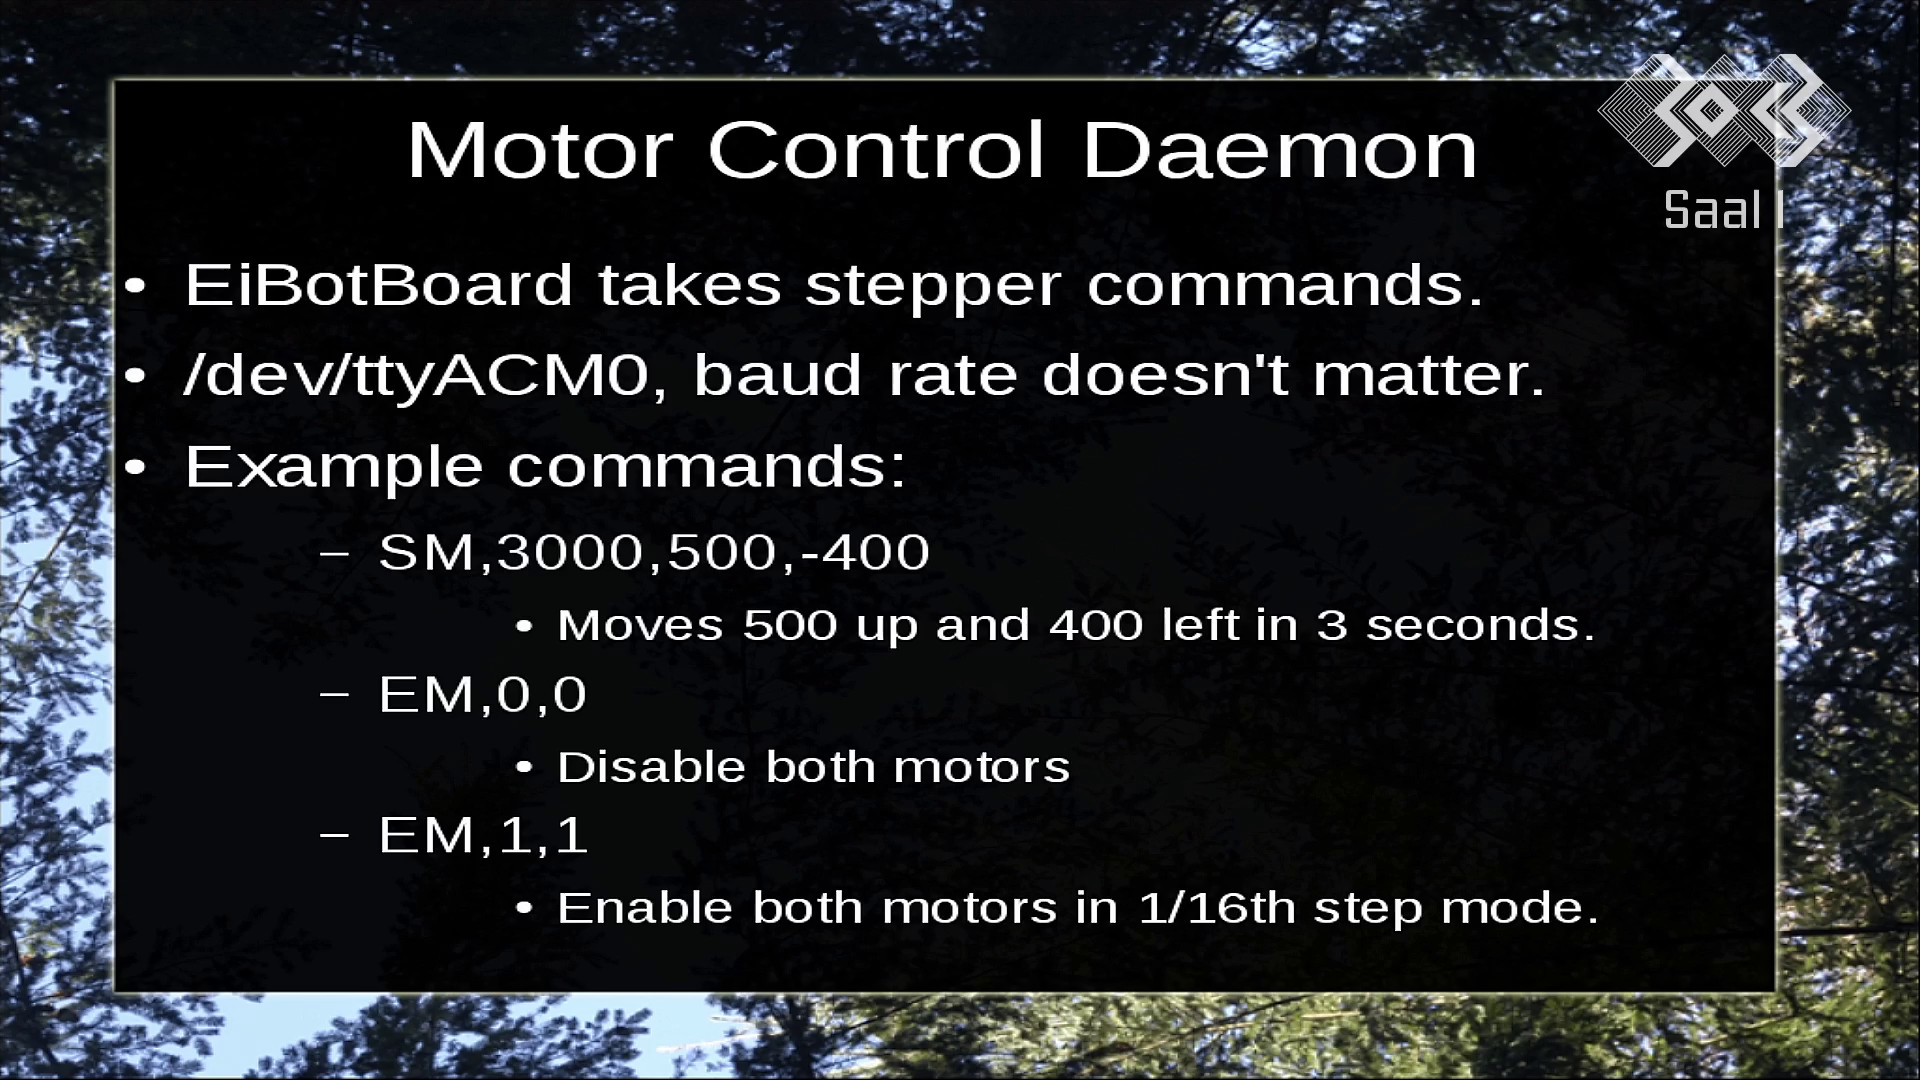 Motor Control Daemon
Saal 1
• EiBotBoard takes stepper commands.
• /dev/ttyACM0, baud rate doesn't matter.
• Example commands:
– SM,3000,500,-400
• Moves 500 up and 400 left in 3 seconds.
– EM,0,0
• Disable both motors
– EM,1,1
• Enable both motors in 1/16th step mode.